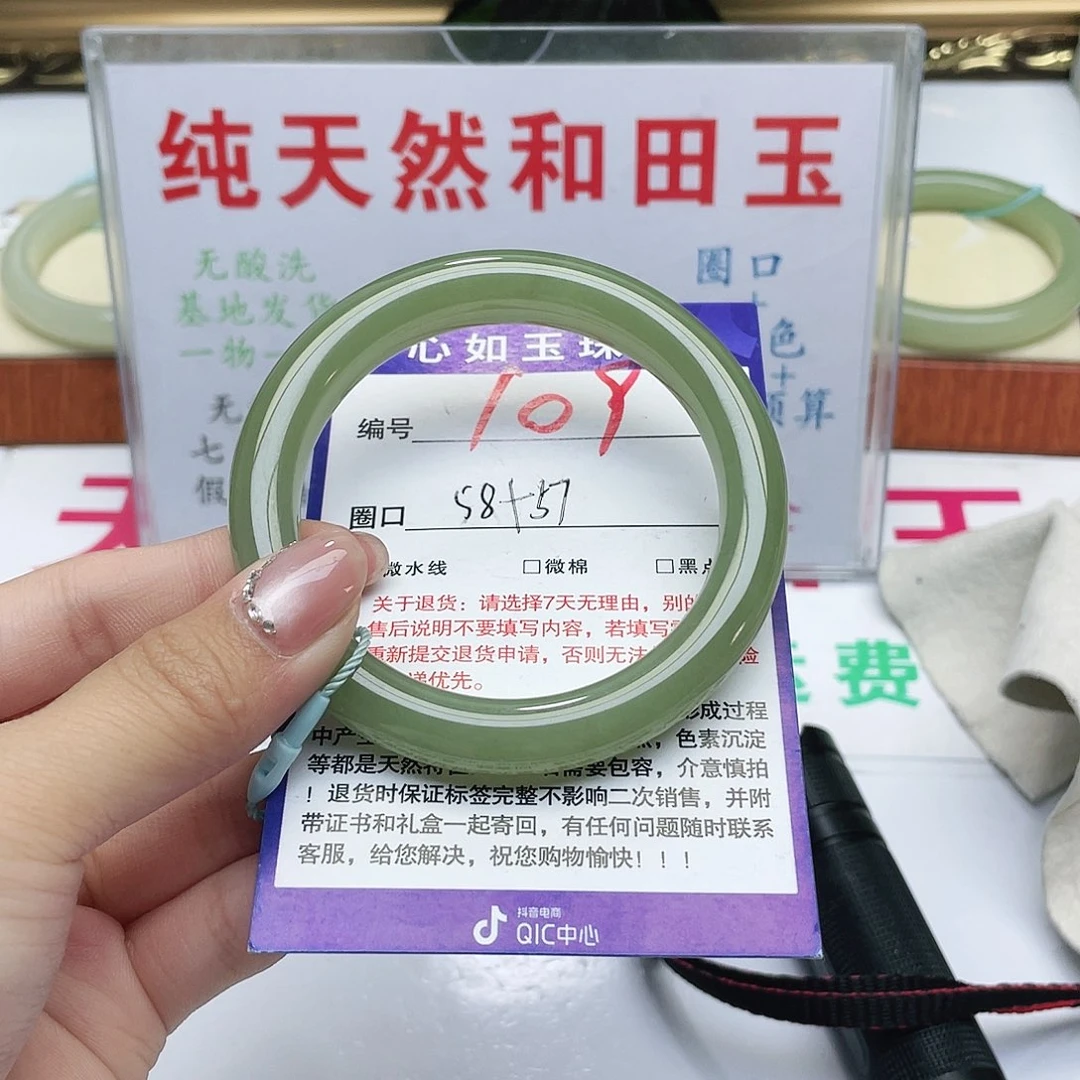 纯天然和田玉
无酸洗
基地发货
一物一
无
七
假
圈口
+
色
+
预算
心如玉珠
编号 109
圈口 58+57
微水线 □微棉 □黑点
关于退货：请选择7天无理由，别的
售后说明不要填写内容，若填写
重新提交退货申请，否则无法
递优先。
形成过程
中产
色素沉淀
等都是天然特
需要包容，介意慎拍
！退货时保证标签完整不影响二次销售，并附
带证书和礼盒一起寄回，有任何问题随时联系
客服，给您解决，祝您购物愉快！！！
抖音电商
QIC中心
运费